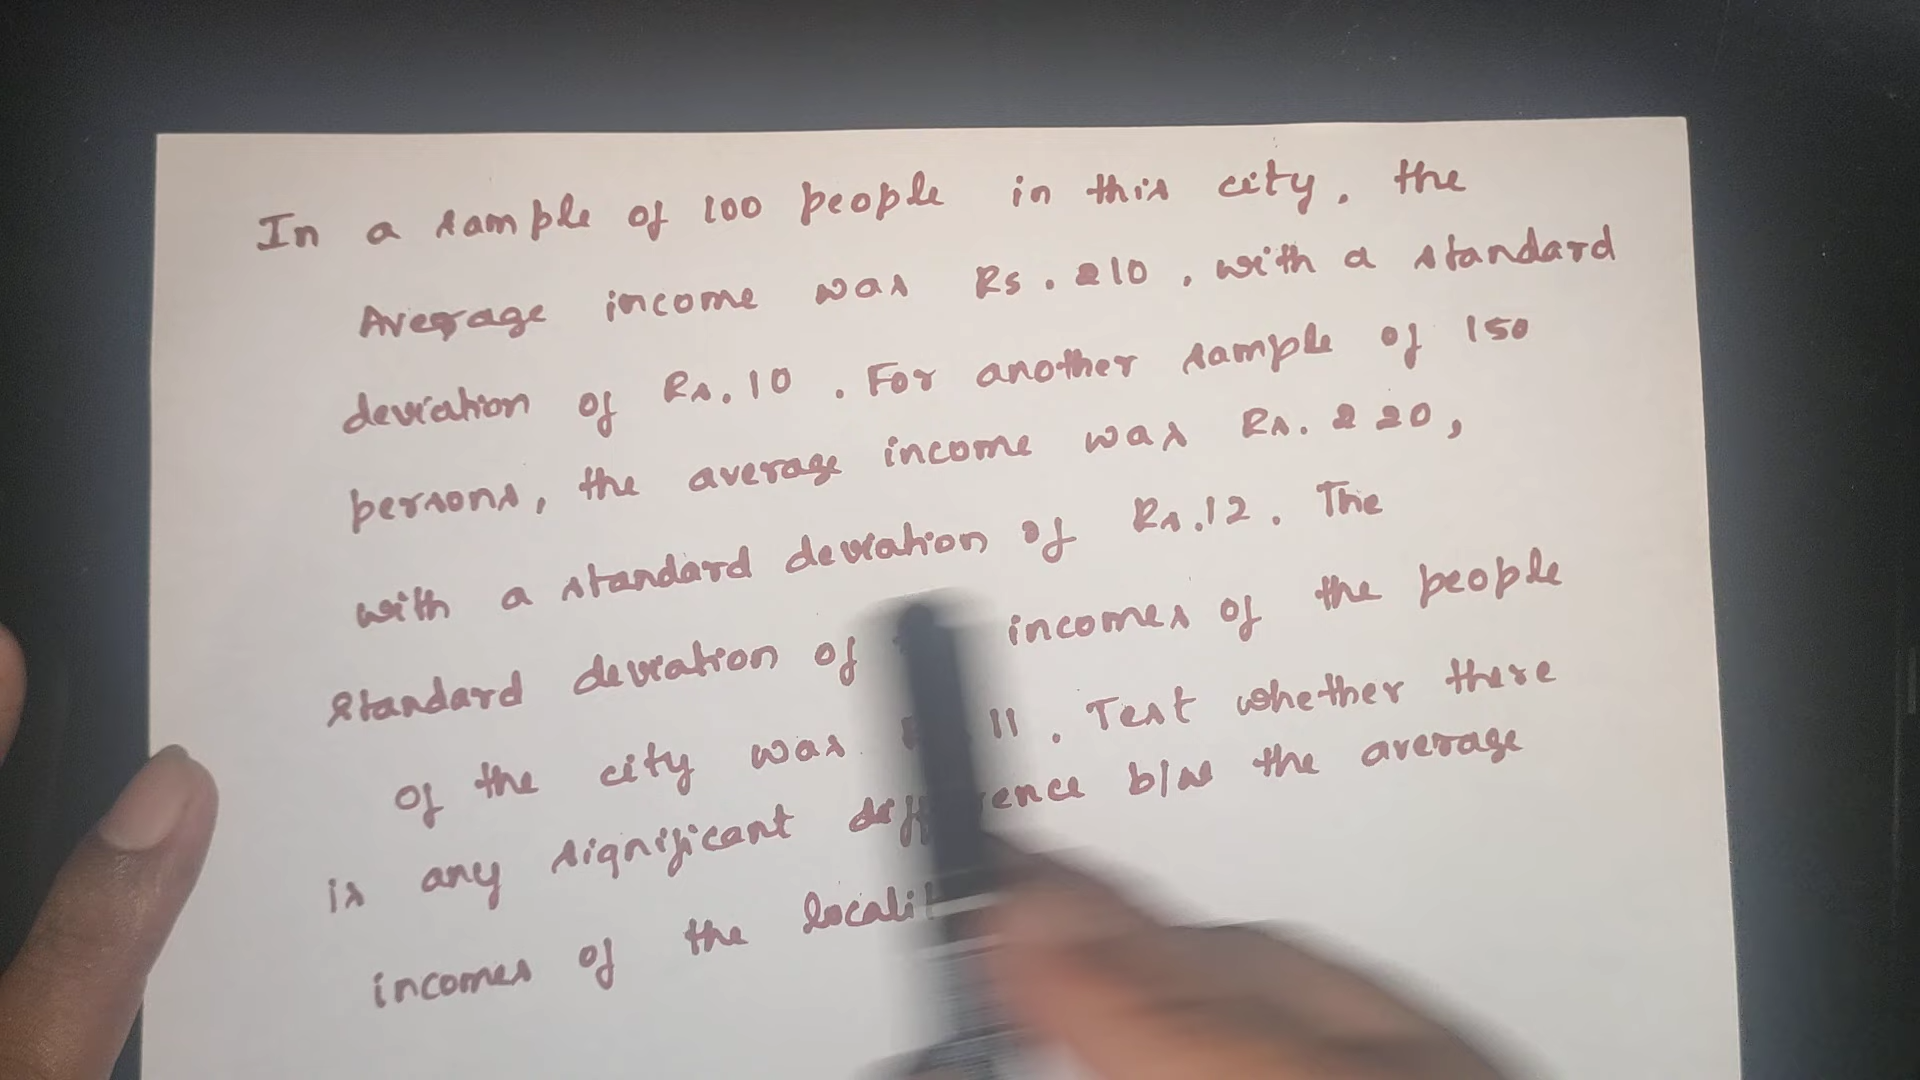 In a sample of 100 people in this city, the
Average income was Rs. 210, with a standard
deviation of Rs. 10. For another sample of 150
persons, the average income was Rs. 220,
with a standard deviation of Rs. 12. The
Standard deviation of incomes of the people
of the city was 11. Test whether there
is any significant difference b/w the average
incomes of the